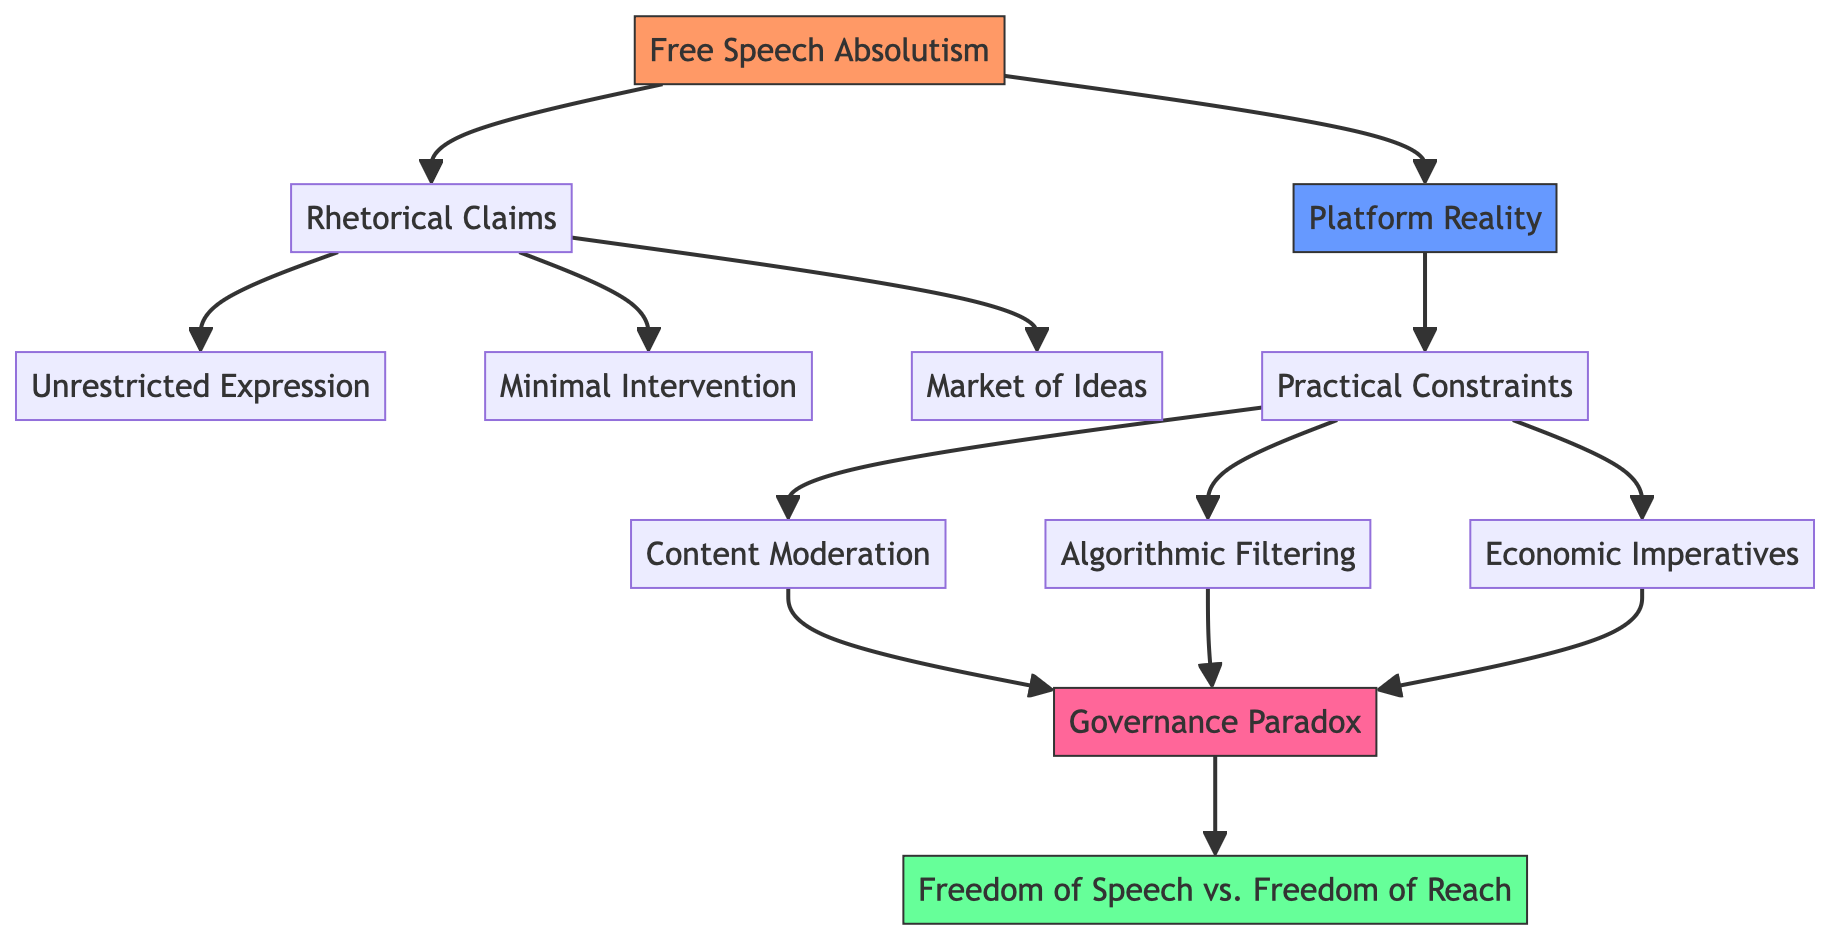 Free Speech Absolutism
Rhetorical Claims
Platform Reality
Unrestricted Expression
Minimal Intervention
Market of Ideas
Practical Constraints
Content Moderation
Algorithmic Filtering
Economic Imperatives
Governance Paradox
Freedom of Speech vs. Freedom of Reach